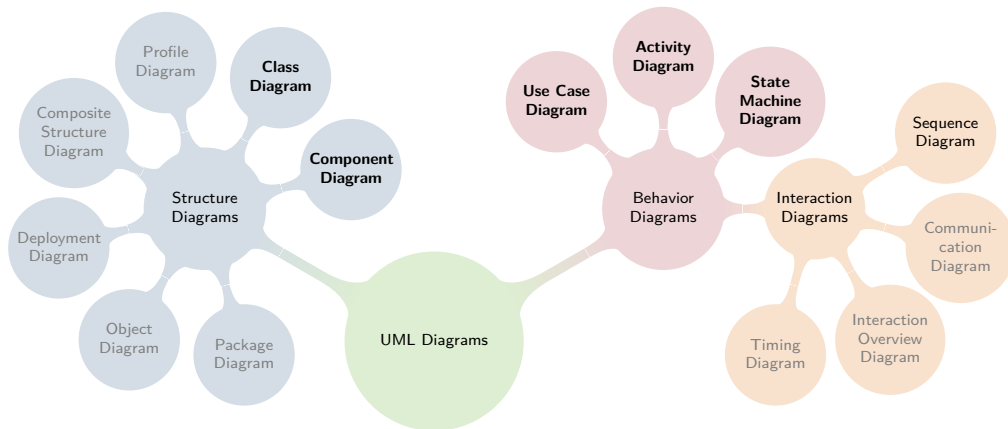 Profile
Diagram
Class
Diagram
Composite
Structure
Diagram
Component
Diagram
Structure
Diagrams
Deployment
Diagram
Object
Diagram
Package
Diagram
UML Diagrams
Use Case
Diagram
Activity
Diagram
State
Machine
Diagram
Behavior
Diagrams
Interaction
Diagrams
Sequence
Diagram
Communi-
cation
Diagram
Interaction
Overview
Diagram
Timing
Diagram